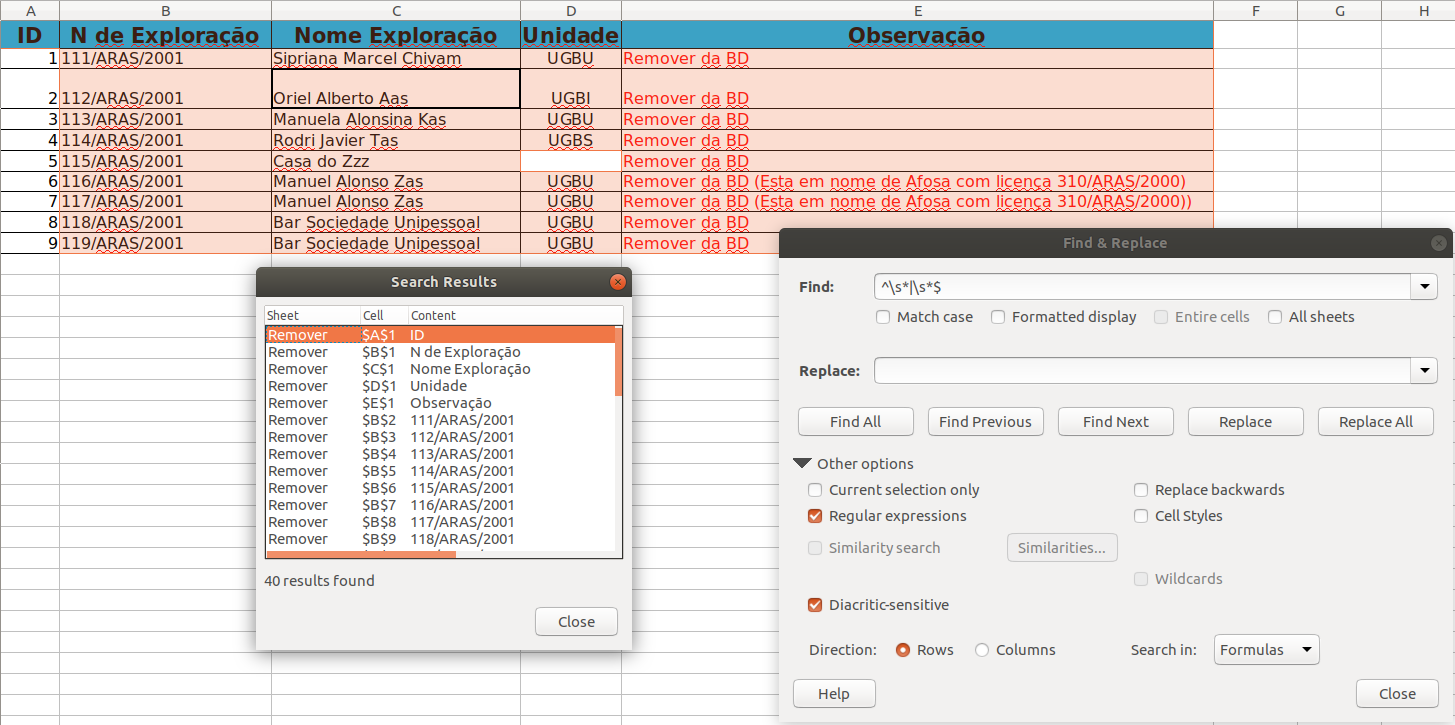 A B C D E F G H
ID N de Exploração Nome Exploração Unidade Observação
1 111/ARAS/2001 Sipriana Marcel Chivam UGBU Remover da BD
2 112/ARAS/2001 Oriel Alberto Aas UGBI Remover da BD
3 113/ARAS/2001 Manuela Alonsina Kas UGBU Remover da BD
4 114/ARAS/2001 Rodri Javier Tas UGBS Remover da BD
5 115/ARAS/2001 Casa do Zzz Remover da BD
6 116/ARAS/2001 Manuel Alonso Zas UGBU Remover da BD (Esta em nome de Afosa com licença 310/ARAS/2000)
7 117/ARAS/2001 Manuel Alonso Zas UGBU Remover da BD (Esta em nome de Afosa com licença 310/ARAS/2000))
8 118/ARAS/2001 Bar Sociedade Unipessoal UGBU Remover da BD
9 119/ARAS/2001 Bar Sociedade Unipessoal UGBU Remover da BD
Search Results
Sheet Cell Content
Remover $A$1 ID
Remover $B$1 N de Exploração
Remover $C$1 Nome Exploração
Remover $D$1 Unidade
Remover $E$1 Observação
Remover $B$2 111/ARAS/2001
Remover $B$3 112/ARAS/2001
Remover $B$4 113/ARAS/2001
Remover $B$5 114/ARAS/2001
Remover $B$6 115/ARAS/2001
Remover $B$7 116/ARAS/2001
Remover $B$8 117/ARAS/2001
Remover $B$9 118/ARAS/2001
40 results found
Close
Find & Replace
Find: ^\s*|\s*$
Match case Formatted display Entire cells All sheets
Replace:
Find All Find Previous Find Next Replace Replace All
Other options
Current selection only Replace backwards
Regular expressions Cell Styles
Similarity search Similarities...
Wildcards
Diacritic-sensitive
Direction: Rows Columns Search in: Formulas
Help Close